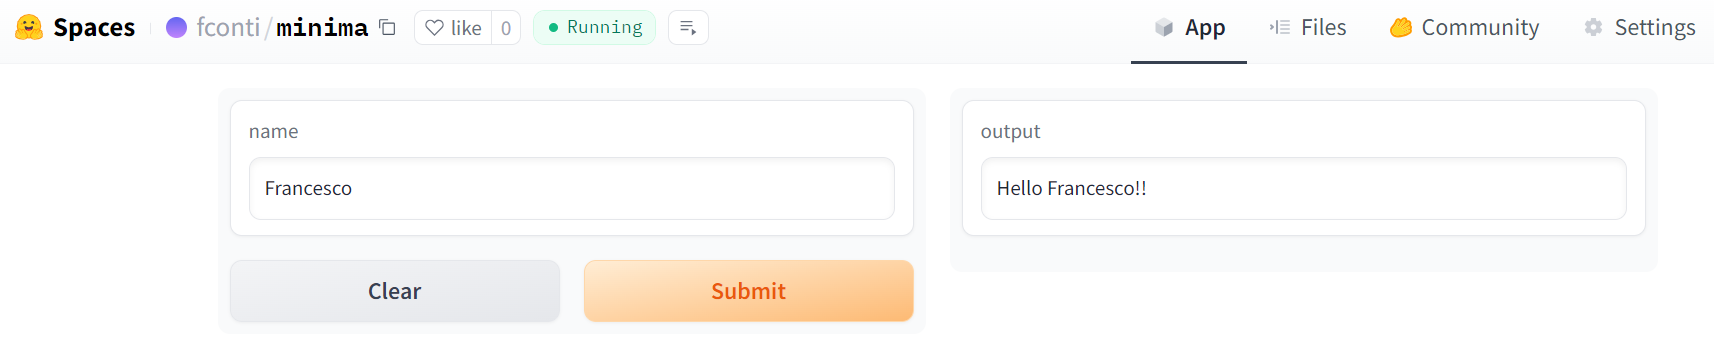 Spaces fconti/minima like 0 Running App Files Community Settings
name
Francesco
Clear Submit
output
Hello Francesco!!